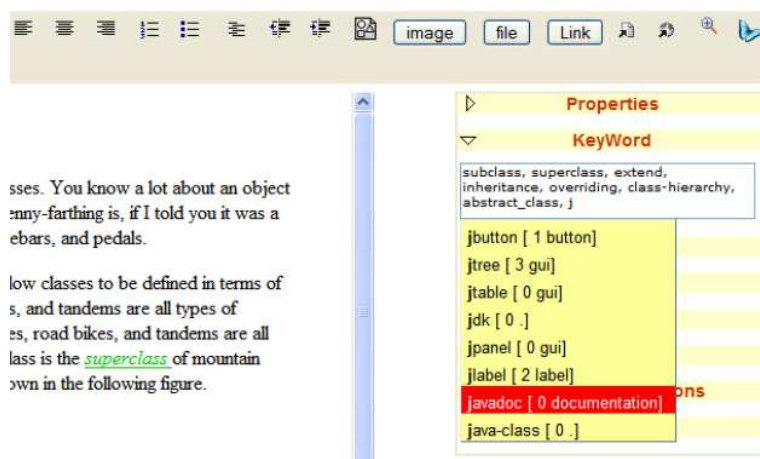 image file Link
Properties
KeyWord
subclass, superclass, extend,
inheritance, overriding, class-hierarchy,
abstract_class, j
jbutton [ 1 button]
jtree [ 3 gui]
jtable [ 0 gui]
jdk [ 0 .]
jpanel [ 0 gui]
jlabel [ 2 label]
javadoc [ 0 documentation]
ons
java-class [ 0 .]
sses. You know a lot about an object
enny-farthing is, if I told you it was a
ebars, and pedals.
low classes to be defined in terms of
s, and tandems are all types of
es, road bikes, and tandems are all
lass is the superclass of mountain
own in the following figure.